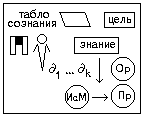 табло
сознания
цель
знание
∂1 ... ∂k
Ор
ИсМ
Пр